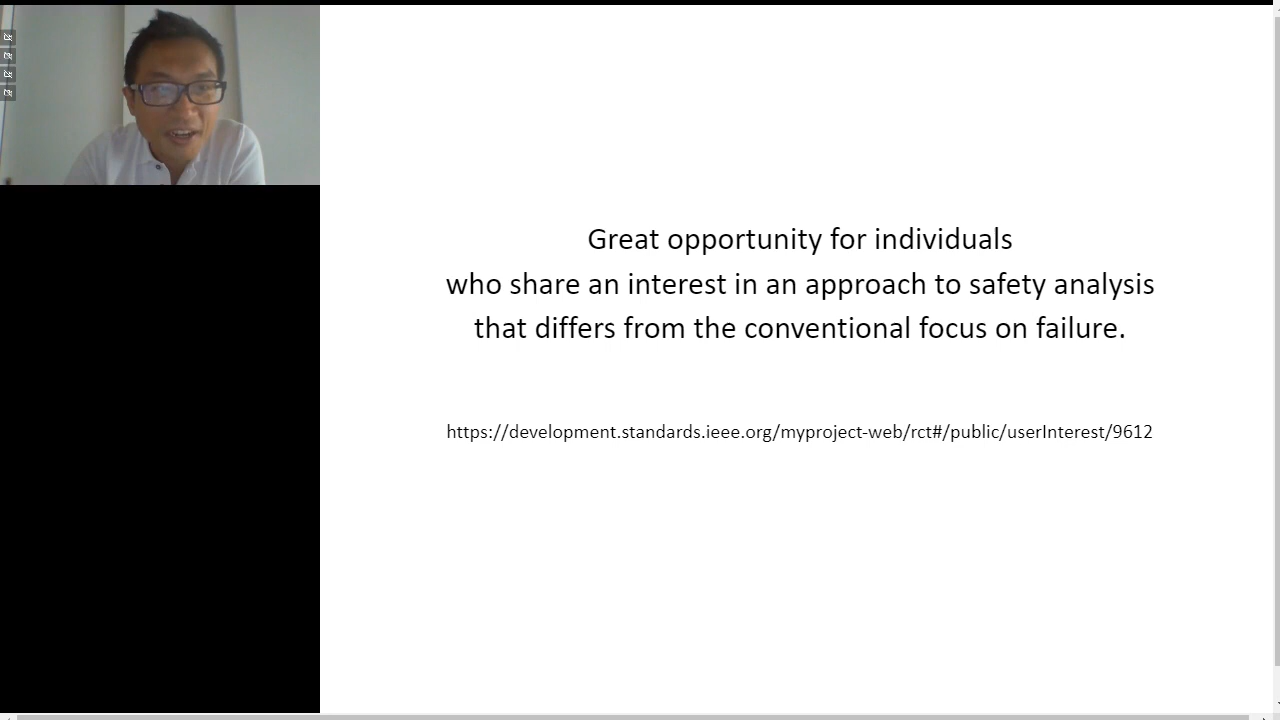 Great opportunity for individuals
who share an interest in an approach to safety analysis
that differs from the conventional focus on failure.
https://development.standards.ieee.org/myproject-web/rct#/public/userInterest/9612